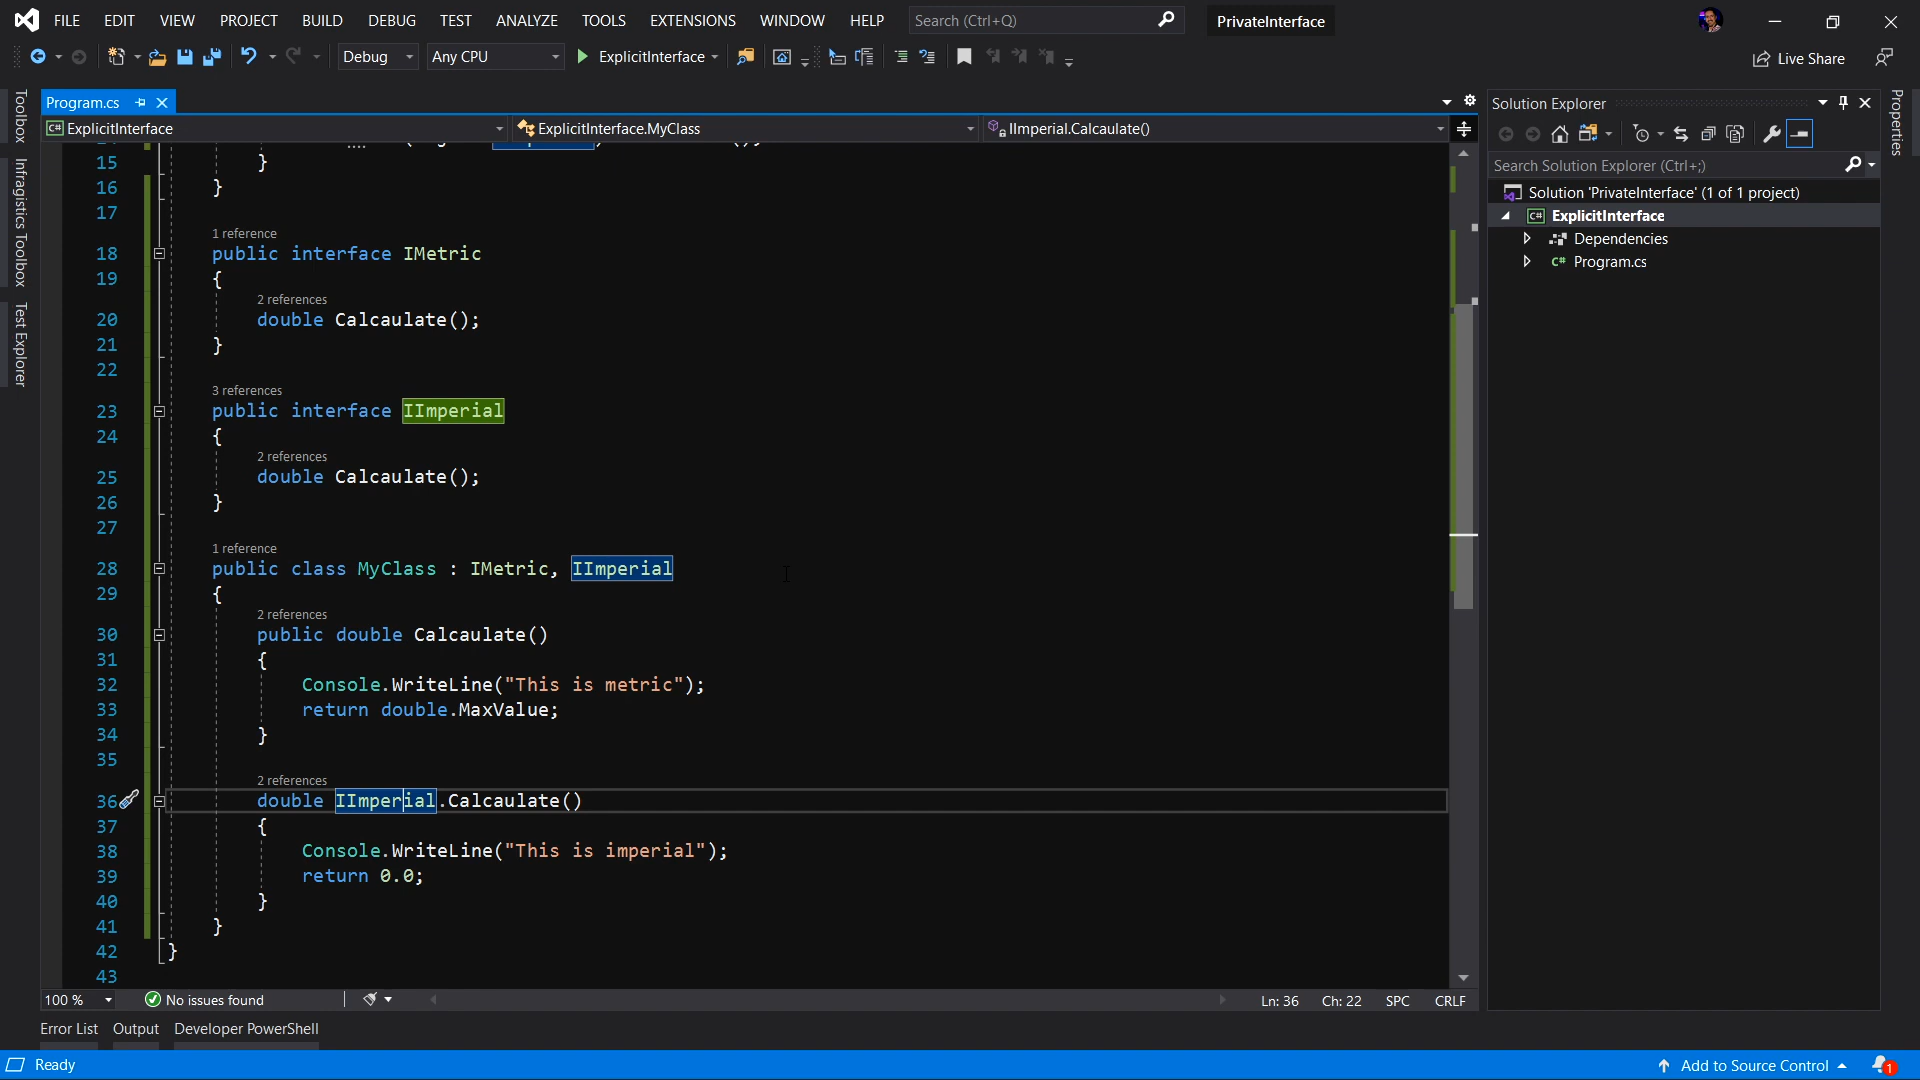 FILE EDIT VIEW PROJECT BUILD DEBUG TEST ANALYZE TOOLS EXTENSIONS WINDOW HELP Search (Ctrl+Q) PrivateInterface
Debug Any CPU ExplicitInterface Live Share
Toolbox
Infragistics Toolbox
Test Explorer
Program.cs
C# ExplicitInterface ExplicitInterface.MyClass IImperial.Calcaulate()
15 }
16 }
17
1 reference
18 public interface IMetric
19 {
2 references
20 double Calcaulate();
21 }
22
3 references
23 public interface IImperial
24 {
2 references
25 double Calcaulate();
26 }
27
1 reference
28 public class MyClass : IMetric, IImperial
29 {
2 references
30 public double Calcaulate()
31 {
32 Console.WriteLine("This is metric");
33 return double.MaxValue;
34 }
35
2 references
36 double IImperial.Calcaulate()
37 {
38 Console.WriteLine("This is imperial");
39 return 0.0;
40 }
41 }
42 }
43
100 % No issues found Ln: 36 Ch: 22 SPC CRLF
Error List Output Developer PowerShell
Ready Add to Source Control 1
Solution Explorer
Search Solution Explorer (Ctrl+;)
Solution 'PrivateInterface' (1 of 1 project)
C# ExplicitInterface
Dependencies
C# Program.cs
Properties